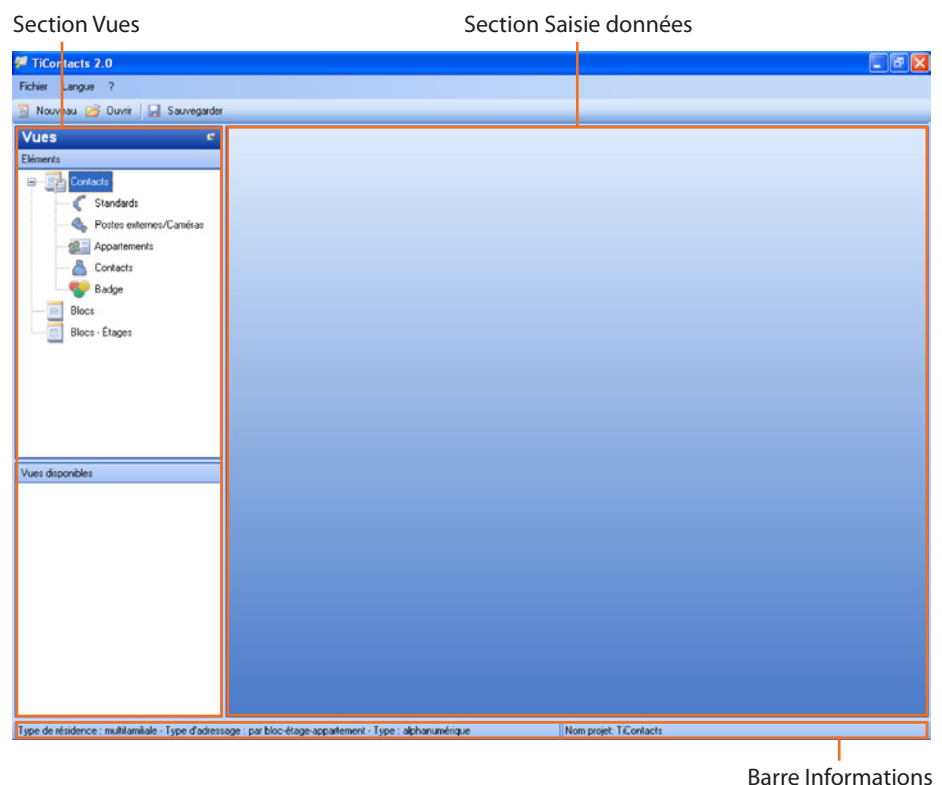 Section Vues
Section Saisie données
TiContacts 2.0
Fichier Langue ?
Nouveau Ouvrir Sauvegarder
Vues
Eléments
Contacts
Standards
Postes externes/Caméras
Appartements
Contacts
Badge
Blocs
Blocs - Étages
Vues disponibles
Type de résidence : multifamiliale - Type d'adressage : par bloc-étage-appartement - Type : alphanumérique
Nom projet: TiContacts
Barre Informations